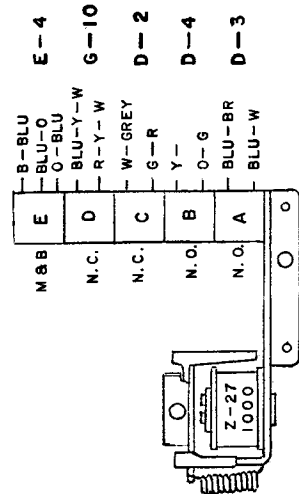 B-BLU
BLU-O
O-BLU
E-4
BLU-Y-W
R-Y-W
G-10
W-GREY
G-R
D-2
Y-
O-G
D-4
BLU-BR
BLU-W
D-3
M&B E
N.C. D
N.C. C
N.O. B
N.O. A
Z-27
1000